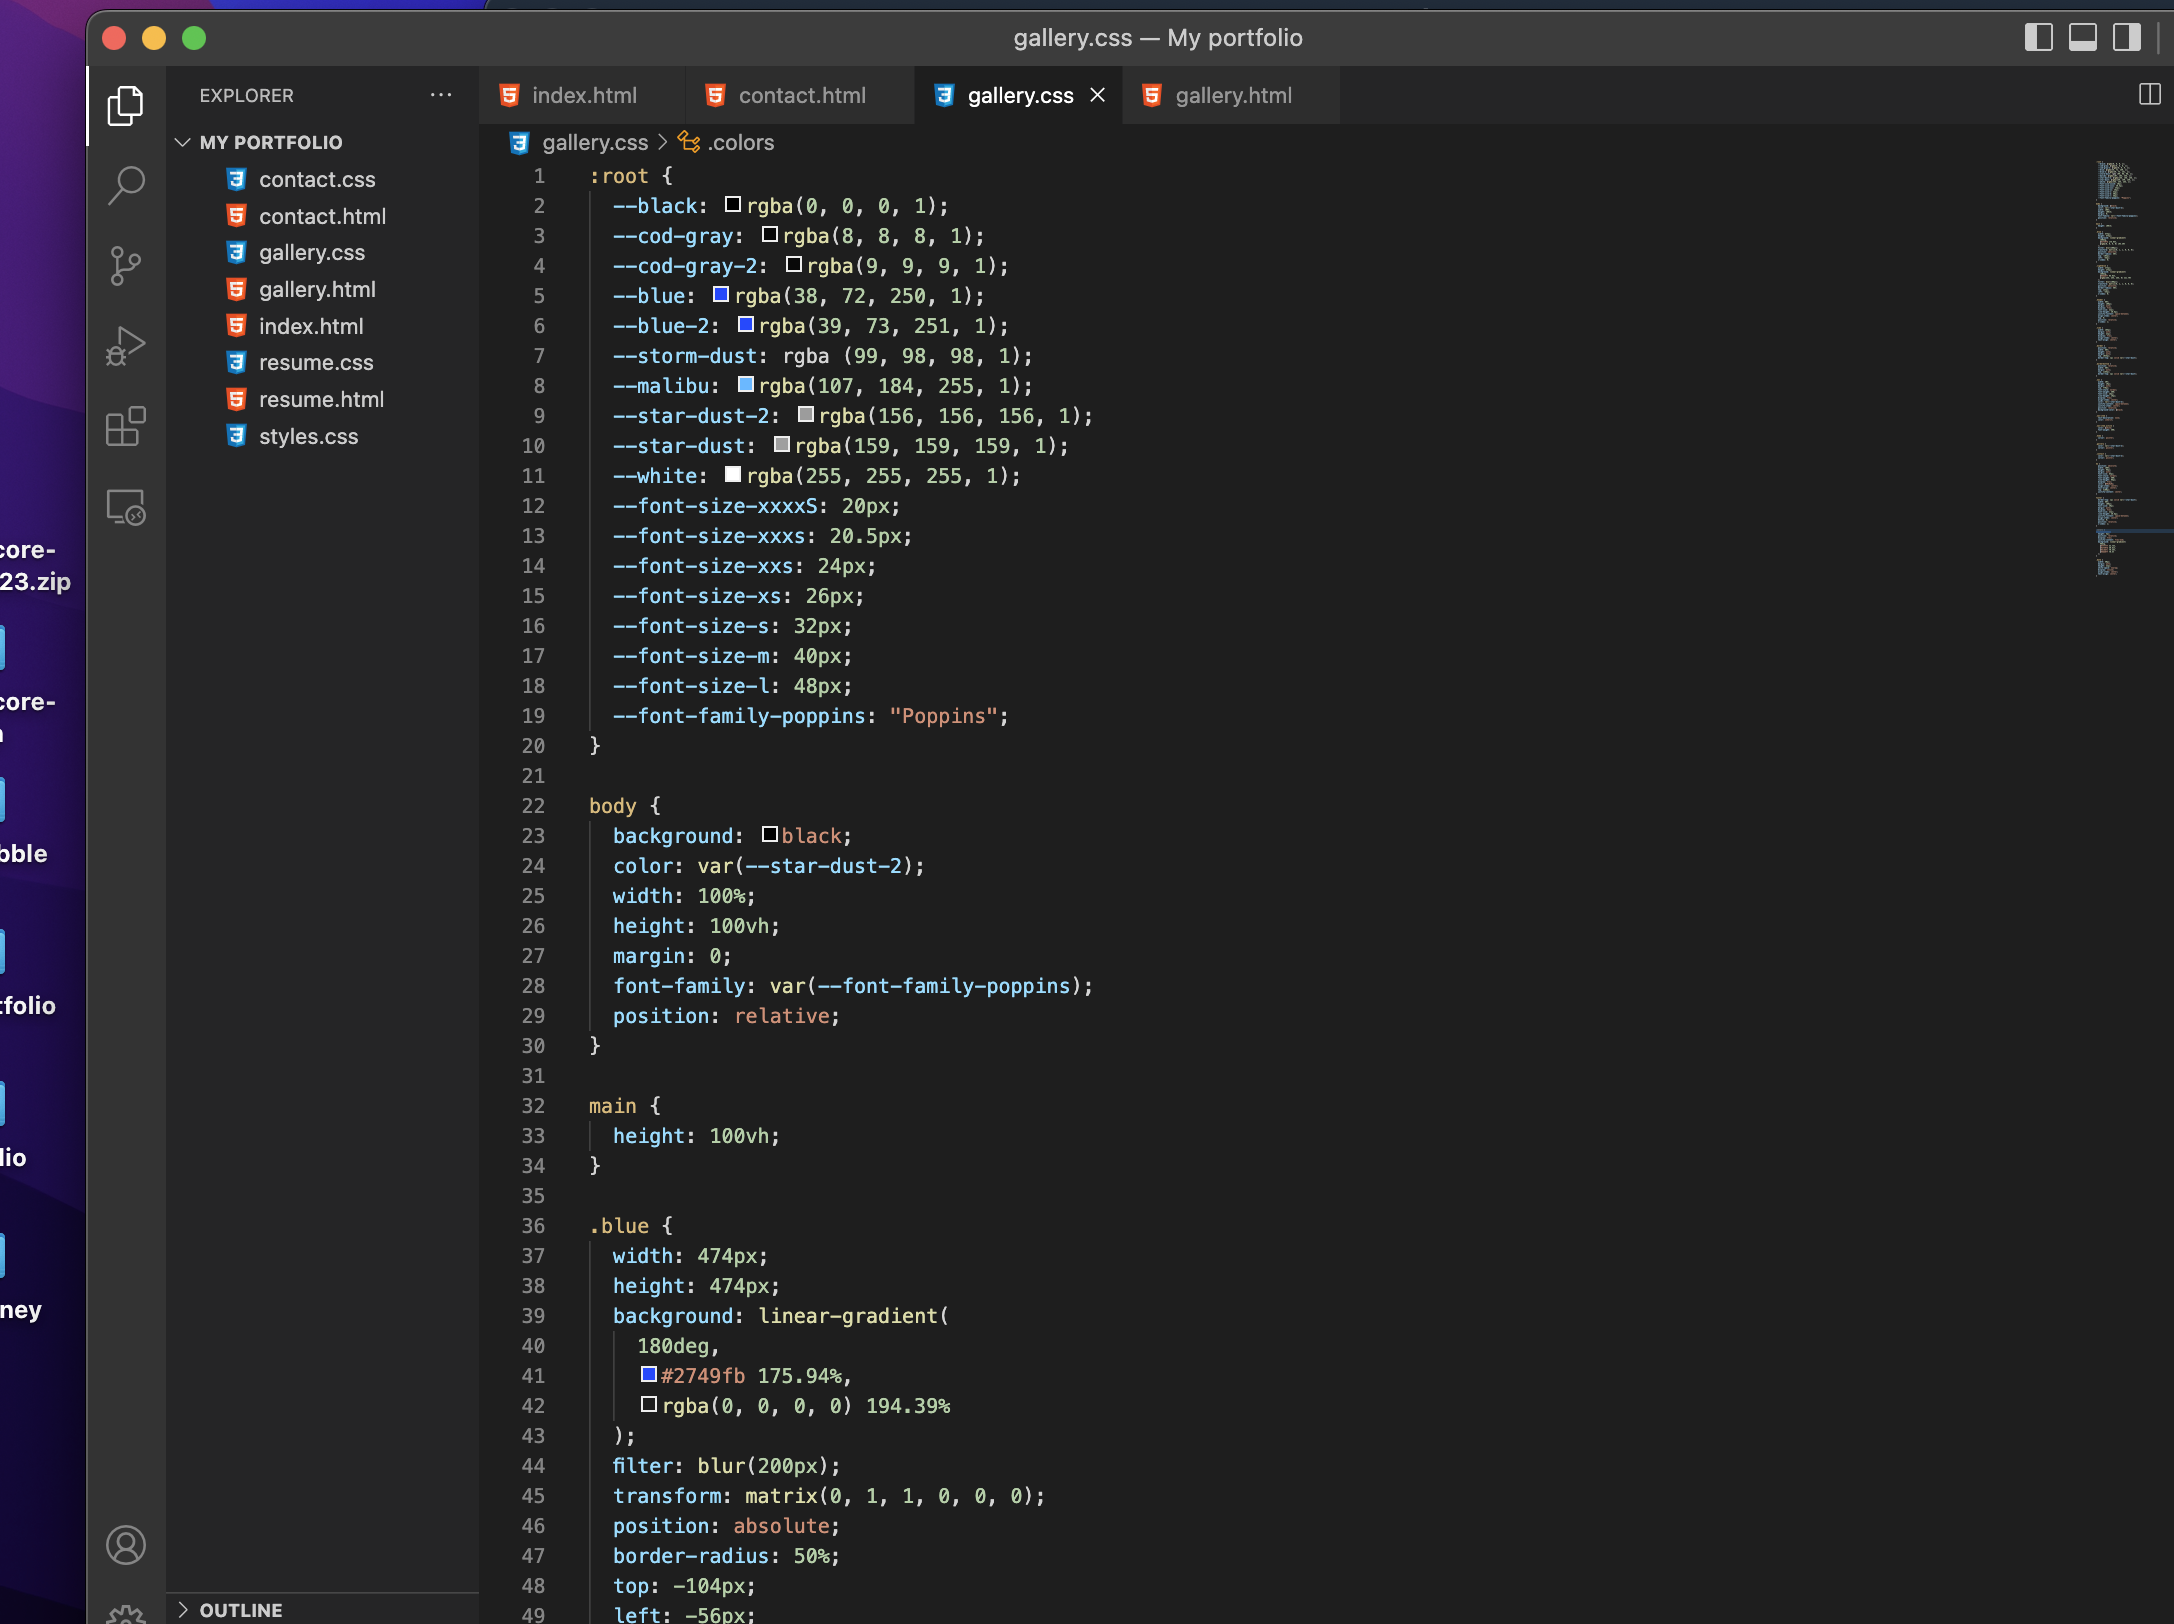 gallery.css — My portfolio
EXPLORER
index.html
contact.html
gallery.css
gallery.html
MY PORTFOLIO
contact.css
contact.html
gallery.css
gallery.html
index.html
resume.css
resume.html
styles.css
OUTLINE
core-
23.zip
core-
bble
tfolio
lio
ney
gallery.css > .colors
1 :root {
2 --black: rgba(0, 0, 0, 1);
3 --cod-gray: rgba(8, 8, 8, 1);
4 --cod-gray-2: rgba(9, 9, 9, 1);
5 --blue: rgba(38, 72, 250, 1);
6 --blue-2: rgba(39, 73, 251, 1);
7 --storm-dust: rgba (99, 98, 98, 1);
8 --malibu: rgba(107, 184, 255, 1);
9 --star-dust-2: rgba(156, 156, 156, 1);
10 --star-dust: rgba(159, 159, 159, 1);
11 --white: rgba(255, 255, 255, 1);
12 --font-size-xxxxS: 20px;
13 --font-size-xxxs: 20.5px;
14 --font-size-xxs: 24px;
15 --font-size-xs: 26px;
16 --font-size-s: 32px;
17 --font-size-m: 40px;
18 --font-size-l: 48px;
19 --font-family-poppins: "Poppins";
20 }
21
22 body {
23 background: black;
24 color: var(--star-dust-2);
25 width: 100%;
26 height: 100vh;
27 margin: 0;
28 font-family: var(--font-family-poppins);
29 position: relative;
30 }
31
32 main {
33 height: 100vh;
34 }
35
36 .blue {
37 width: 474px;
38 height: 474px;
39 background: linear-gradient(
40 180deg,
41 #2749fb 175.94%,
42 rgba(0, 0, 0, 0) 194.39%
43 );
44 filter: blur(200px);
45 transform: matrix(0, 1, 1, 0, 0, 0);
46 position: absolute;
47 border-radius: 50%;
48 top: -104px;
49 left: -56px;